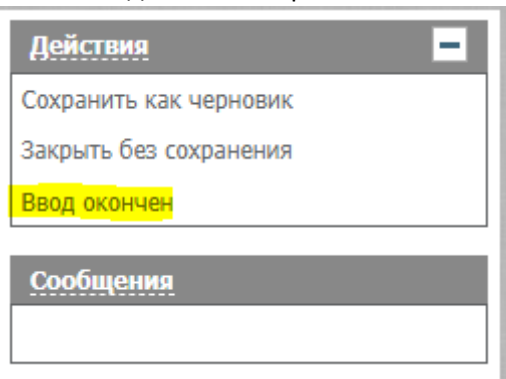 Действия
Сохранить как черновик
Закрыть без сохранения
Ввод окончен
Сообщения